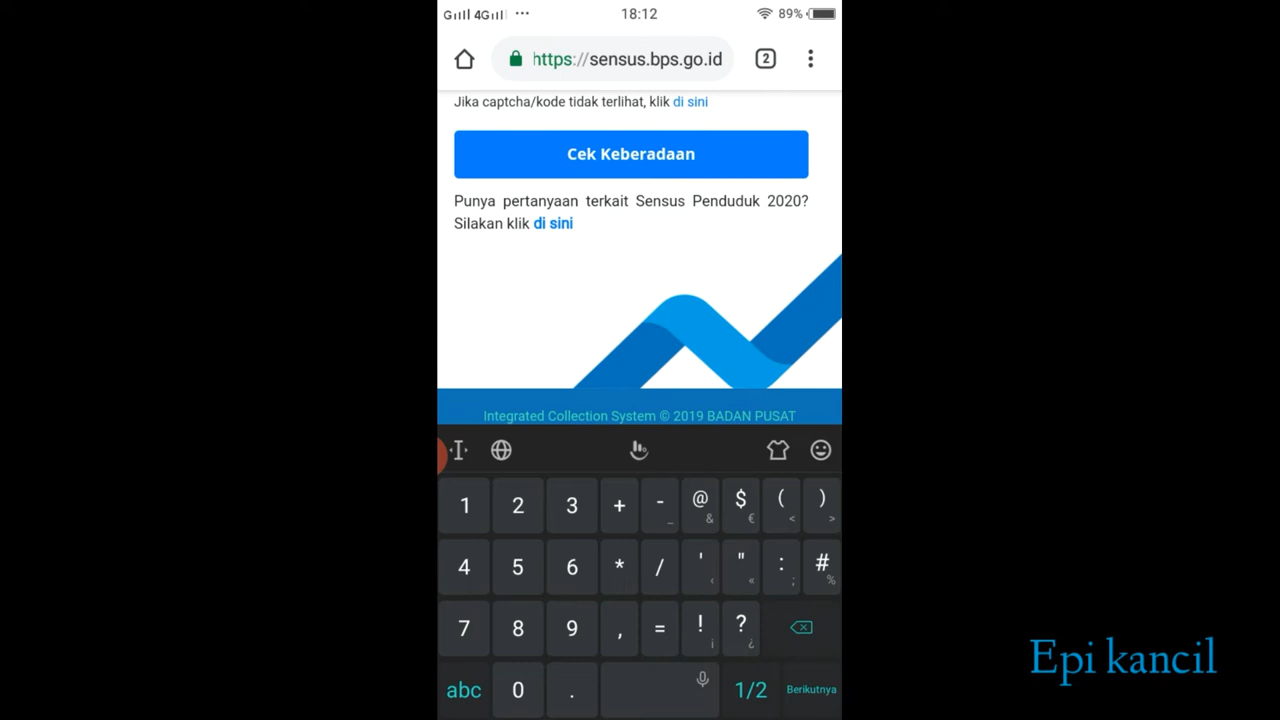 4G
18:12
89%
https://sensus.bps.go.id
2
Jika captcha/kode tidak terlihat, klik di sini
Cek Keberadaan
Punya pertanyaan terkait Sensus Penduduk 2020?
Silakan klik di sini
Integrated Collection System © 2019 BADAN PUSAT
1 2 3 + - _ @ & $ € ( < ) >
4 5 6 * / ' ‹ " « : ; # %
7 8 9 , = ! ¡ ? ¿
abc 0 . 1/2 Berikutnya
Epi kancil